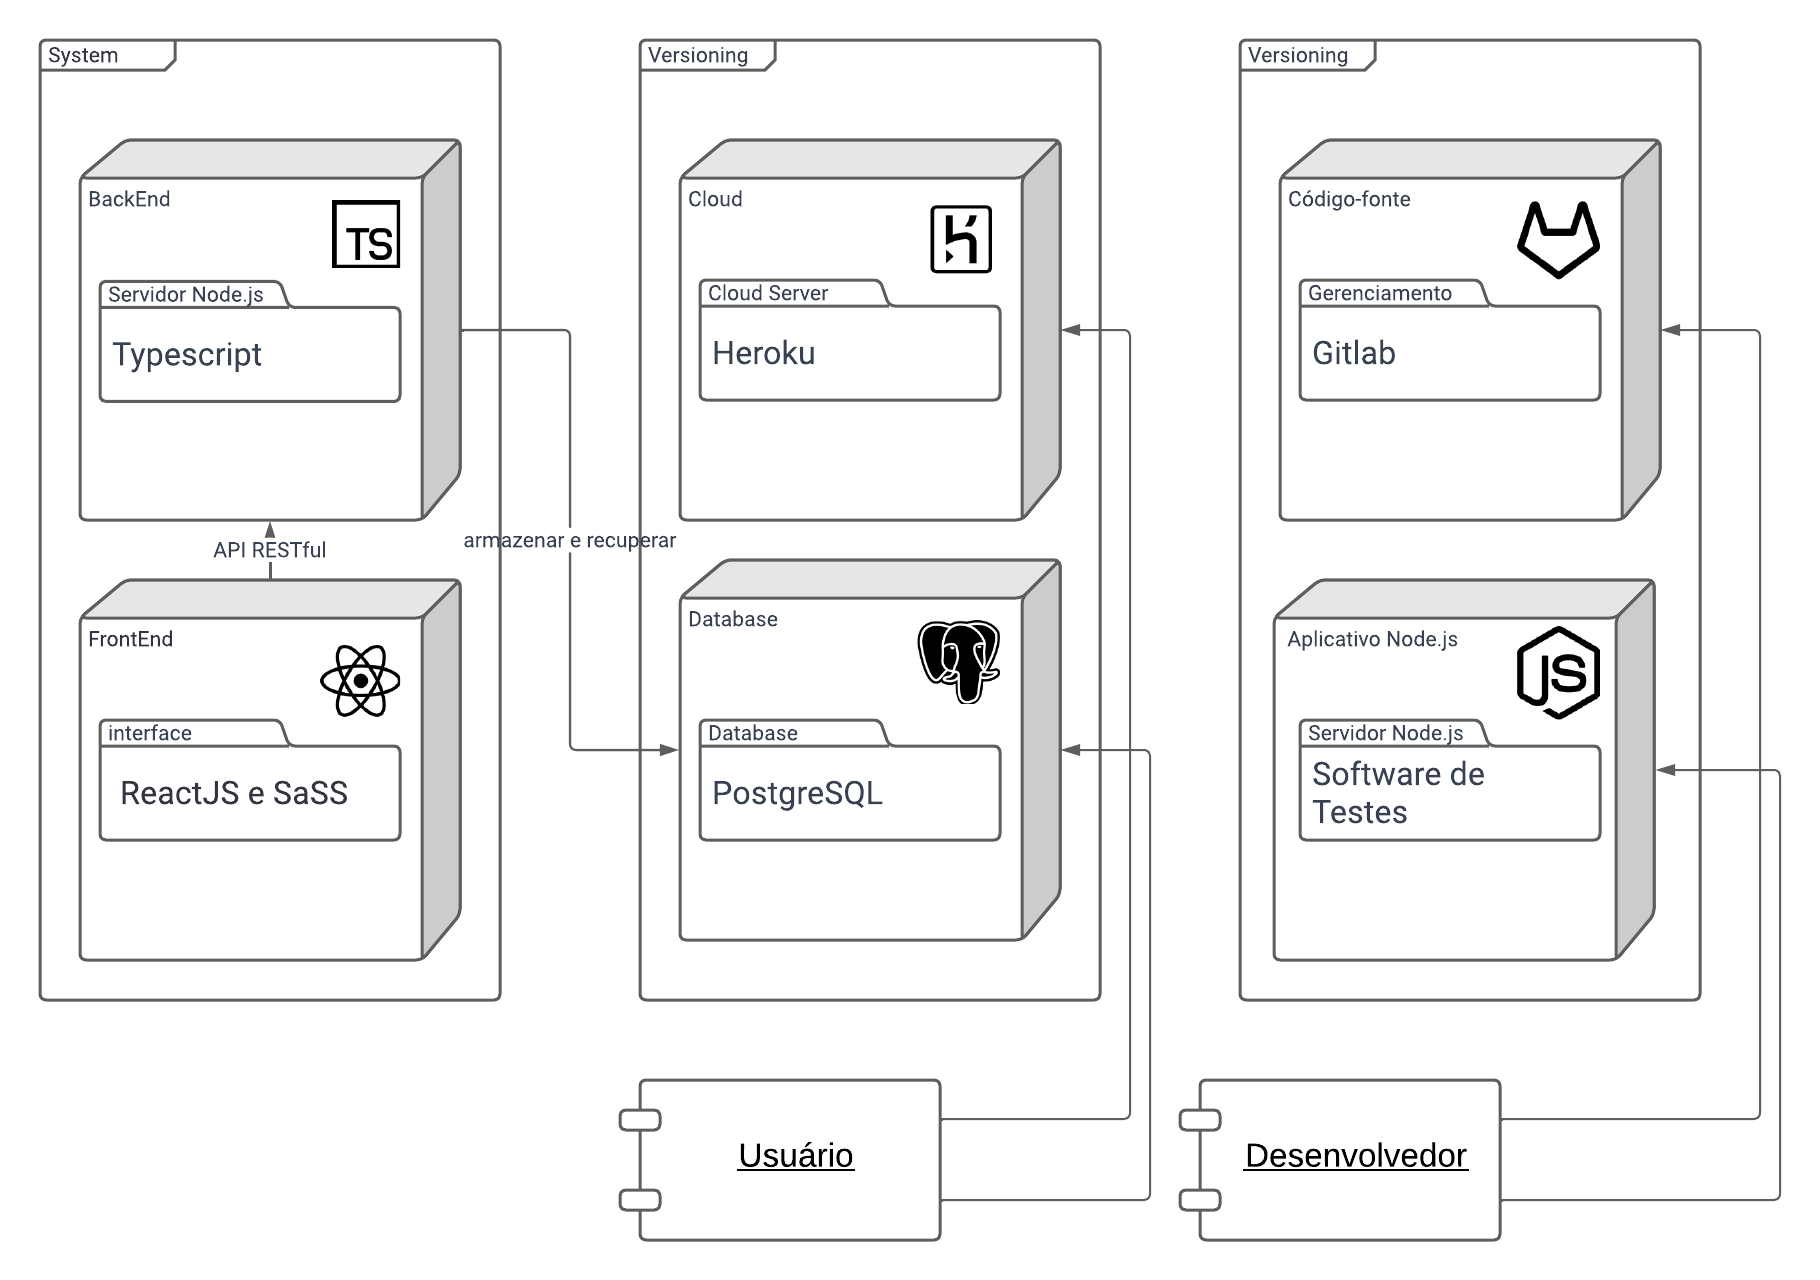 System
BackEnd
TS
Servidor Node.js
Typescript
API RESTful
FrontEnd
interface
ReactJS e SaSS
armazenar e recuperar
Versioning
Cloud
Cloud Server
Heroku
Database
Database
PostgreSQL
Versioning
Código-fonte
Gerenciamento
Gitlab
Aplicativo Node.js
JS
Servidor Node.js
Software de
Testes
Usuário
Desenvolvedor